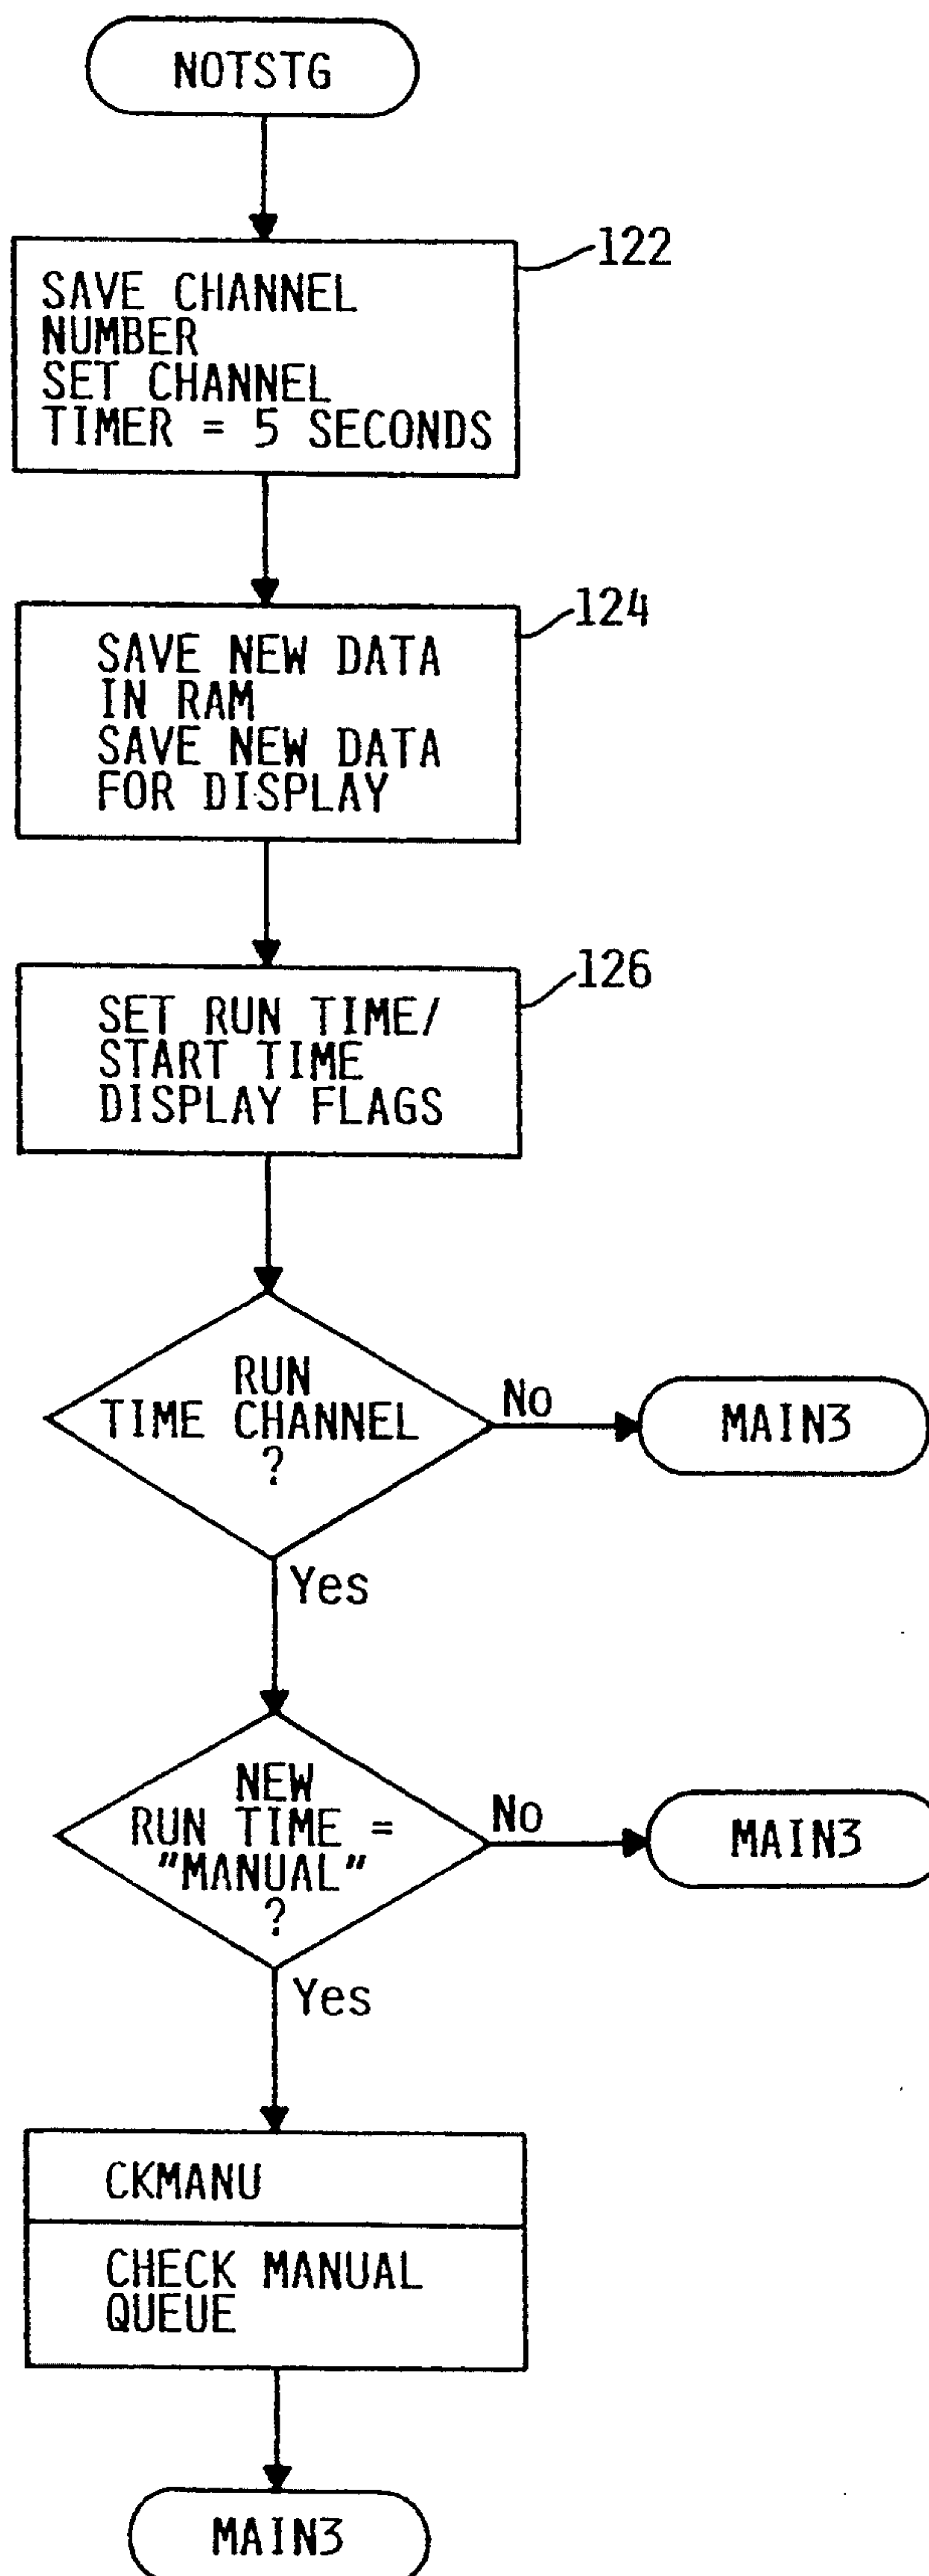 NOTSTG
122
SAVE CHANNEL
NUMBER
SET CHANNEL
TIMER = 5 SECONDS
124
SAVE NEW DATA
IN RAM
SAVE NEW DATA
FOR DISPLAY
126
SET RUN TIME/
START TIME
DISPLAY FLAGS
RUN
TIME CHANNEL
?
No
MAIN3
Yes
NEW
RUN TIME =
"MANUAL"
?
No
MAIN3
Yes
CKMANU
CHECK MANUAL
QUEUE
MAIN3